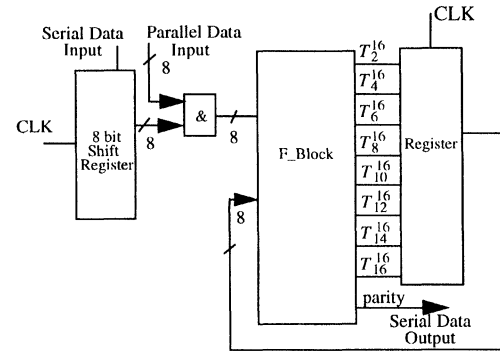 Serial Data
Input
Parallel Data
Input
CLK
CLK
8
8
&
8
8 bit
Shift
Register
F_Block
8
T_2^16
T_4^16
T_6^16
T_8^16
T_10^16
T_12^16
T_14^16
T_16^16
Register
parity
Serial Data
Output